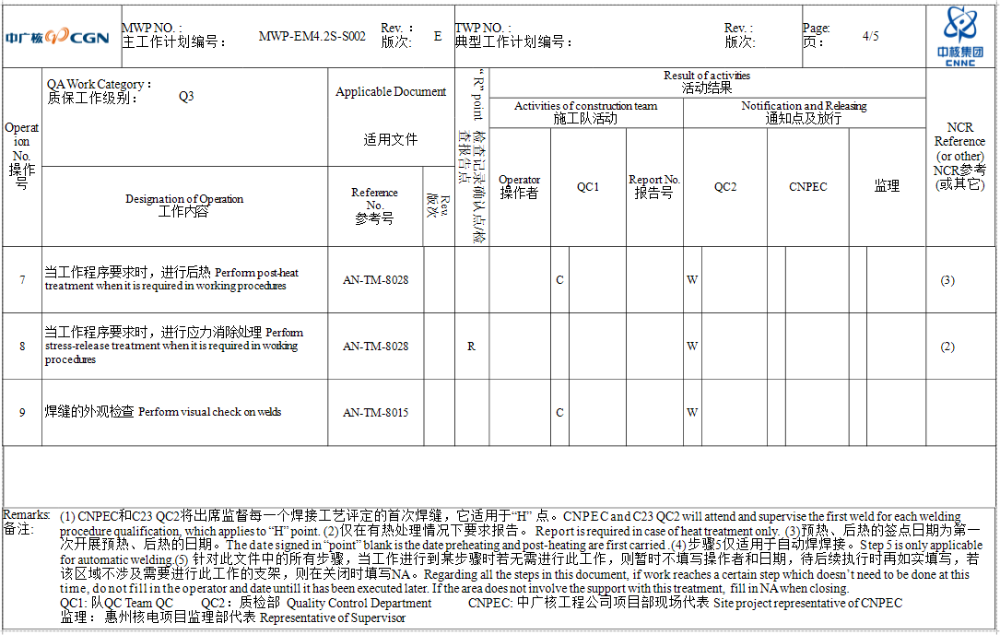 中广核 CGN
MWP NO. :
主工作计划编号：
MWP-EM4.2S-S002
Rev. ：
版次:
E
TWP NO. :
典型工作计划编号：
Rev. :
版次:
Page:
页：
4/5
中核集团
CNNC
Operat
ion
No.
操作
号
QA Work Category :
质保工作级别：
Q3
Designation of Operation
工作内容
Applicable Document
适用文件
Reference
No.
参考号
Rev.
版次
“R” point 检查记录确认点/检
查报告点
Result of activities
活动结果
Activities of construction team
施工队活动
Notification and Releasing
通知点及放行
Operator
操作者
QC1
Report No.
报告号
QC2
CNPEC
监理
NCR
Reference
(or other)
NCR参考
(或其它)
7
当工作程序要求时，进行后热 Perform post-heat
treatment when it is required in working procedures
AN-TM-8028
C
W
(3)
8
当工作程序要求时，进行应力消除处理 Perform
stress-release treatment when it is required in working
procedures
AN-TM-8028
R
W
(2)
9
焊缝的外观检查 Perform visual check on welds
AN-TM-8015
C
W
Remarks:
备注:
(1) CNPEC和C23 QC2将出席监督每一个焊接工艺评定的首次焊缝，它适用于“H” 点。CNPEC and C23 QC2 will attend and supervise the first weld for each welding
procedure qualification, which applies to “H” point. (2)仅在有热处理情况下要求报告。 Report is required in case of heat treatment only. (3)预热、后热的签点日期为第一
次开展预热、后热的日期。The date signed in “point” blank is the date preheating and post-heating are first carried .(4)步骤5仅适用于自动焊焊接。Step 5 is only applicable
for automatic welding.(5) 针对此文件中的所有步骤，当工作进行到某步骤时若无需进行此工作，则暂时不填写操作者和日期，待后续执行时再如实填写，若
该区域不涉及需要进行此工作的支架，则在关闭时填写NA。Regarding all the steps in this document, if work reaches a certain step which doesn't need to be done at this
time, do not fill in the operator and date untill it has been executed later. If the area does not involve the support with this treatment, fill in NA when closing.
QC1: 队QC Team QC QC2：质检部 Quality Control Department CNPEC: 中广核工程公司项目部现场代表 Site project representative of CNPEC
监理： 惠州核电项目监理部代表 Representative of Supervisor